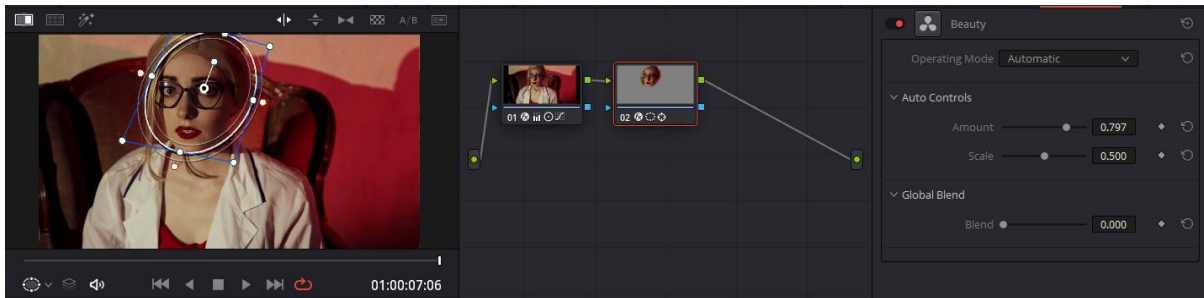 A/B
Beauty
Operating Mode Automatic
Auto Controls
01
02
Amount 0.797
Scale 0.500
Global Blend
Blend 0.000
01:00:07:06